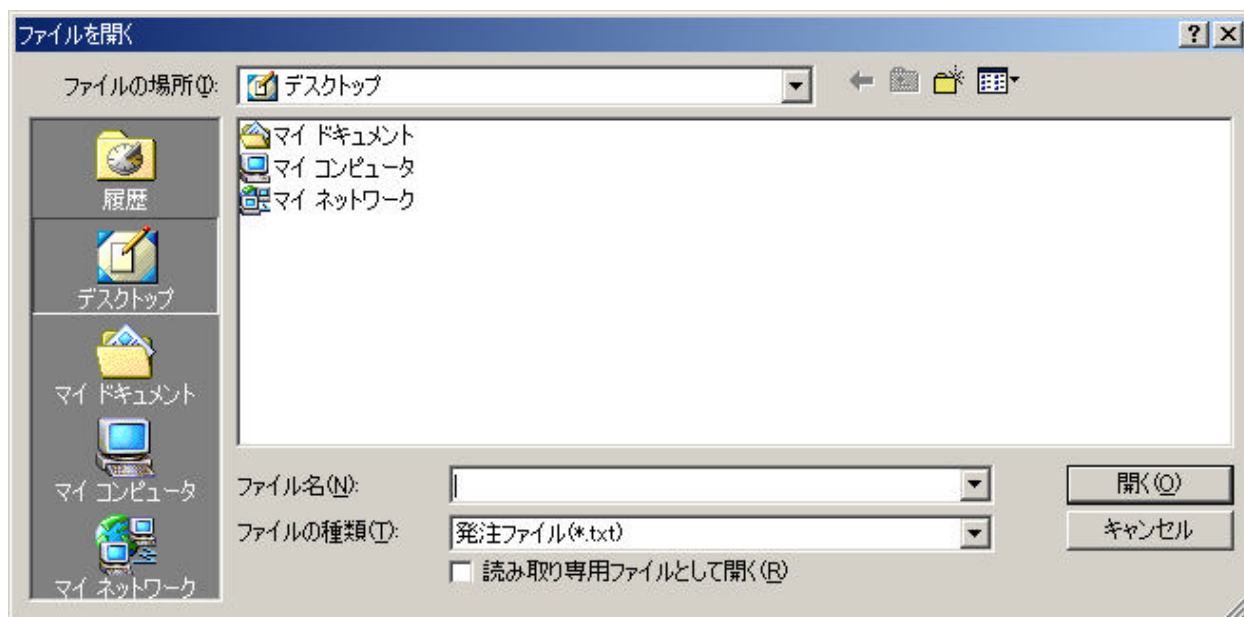 ファイルを開く
ファイルの場所(I):
デスクトップ
履歴
デスクトップ
マイ ドキュメント
マイ コンピュータ
マイ ネットワーク
マイ ドキュメント
マイ コンピュータ
マイ ネットワーク
ファイル名(N):
開く(O)
ファイルの種類(T):
発注ファイル(*.txt)
キャンセル
読み取り専用ファイルとして開く(R)